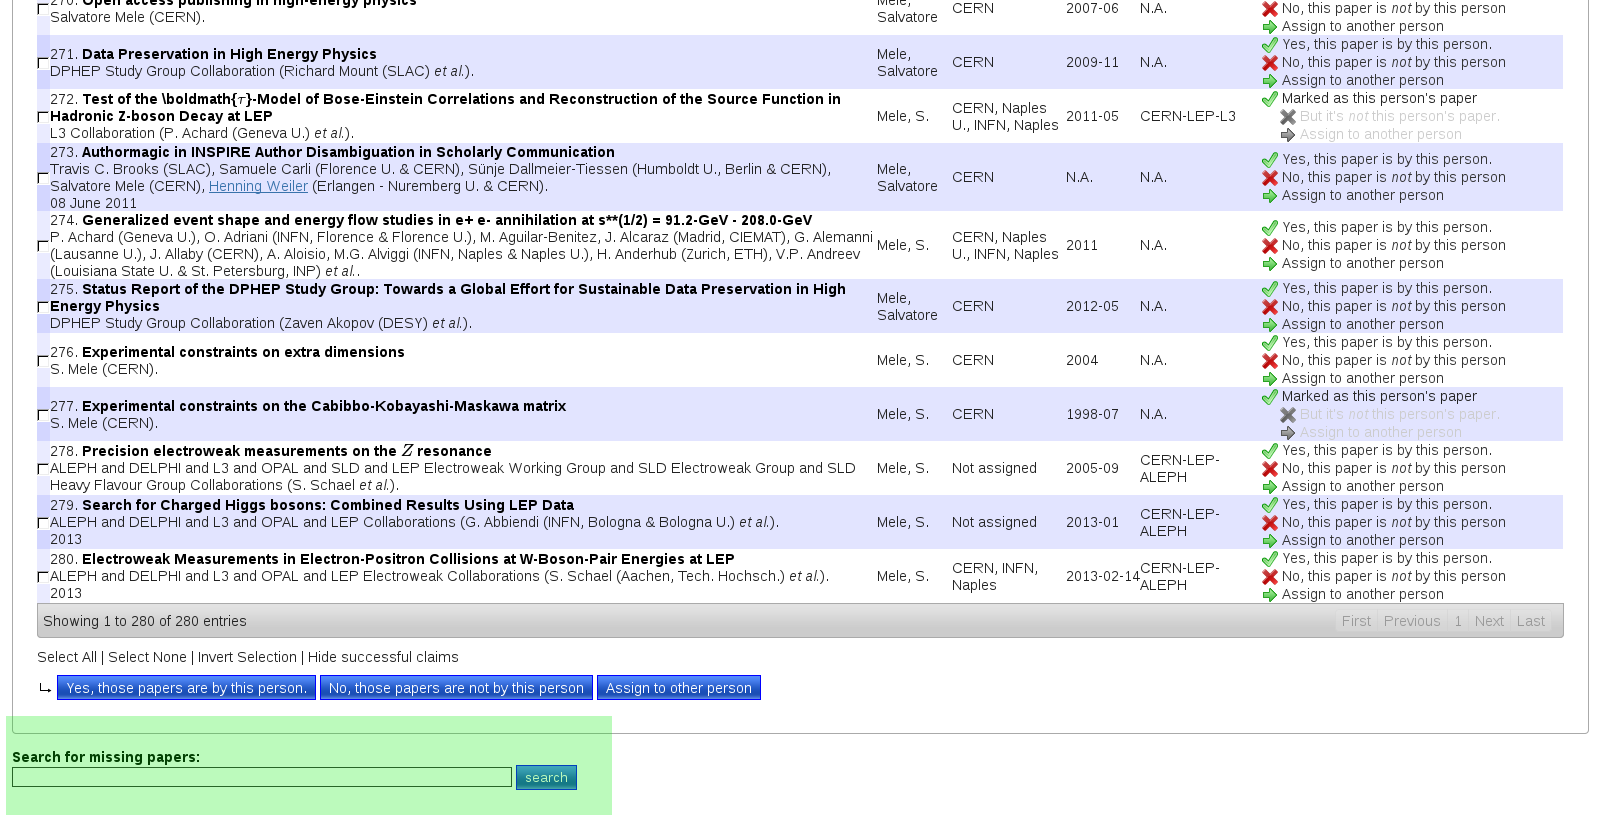 270. Open access publishing in high-energy physics
Salvatore Mele (CERN).
Mele, Salvatore
CERN
2007-06
N.A.
No, this paper is not by this person
Assign to another person
271. Data Preservation in High Energy Physics
DPHEP Study Group Collaboration (Richard Mount (SLAC) et al.).
Mele, Salvatore
CERN
2009-11
N.A.
Yes, this paper is by this person.
No, this paper is not by this person
Assign to another person
272. Test of the \boldmath{τ}-Model of Bose-Einstein Correlations and Reconstruction of the Source Function in
Hadronic Z-boson Decay at LEP
L3 Collaboration (P. Achard (Geneva U.) et al.).
Mele, S.
CERN, Naples
U., INFN, Naples
2011-05
CERN-LEP-L3
Marked as this person's paper
But it's not this person's paper.
Assign to another person
273. Authormagic in INSPIRE Author Disambiguation in Scholarly Communication
Travis C. Brooks (SLAC), Samuele Carli (Florence U. & CERN), Sünje Dallmeier-Tiessen (Humboldt U., Berlin & CERN),
Salvatore Mele (CERN), Henning Weiler (Erlangen - Nuremberg U. & CERN).
08 June 2011
Mele,
Salvatore
CERN
N.A.
N.A.
Yes, this paper is by this person.
No, this paper is not by this person
Assign to another person
274. Generalized event shape and energy flow studies in e+ e- annihilation at s**(1/2) = 91.2-GeV - 208.0-GeV
P. Achard (Geneva U.), O. Adriani (INFN, Florence & Florence U.), M. Aguilar-Benitez, J. Alcaraz (Madrid, CIEMAT), G. Alemanni
(Lausanne U.), J. Allaby (CERN), A. Aloisio, M.G. Alviggi (INFN, Naples & Naples U.), H. Anderhub (Zurich, ETH), V.P. Andreev
(Louisiana State U. & St. Petersburg, INP) et al..
Mele, S.
CERN, Naples
U., INFN, Naples
2011
N.A.
Yes, this paper is by this person.
No, this paper is not by this person
Assign to another person
275. Status Report of the DPHEP Study Group: Towards a Global Effort for Sustainable Data Preservation in High
Energy Physics
DPHEP Study Group Collaboration (Zaven Akopov (DESY) et al.).
Mele,
Salvatore
CERN
2012-05
N.A.
Yes, this paper is by this person.
No, this paper is not by this person
Assign to another person
276. Experimental constraints on extra dimensions
S. Mele (CERN).
Mele, S.
CERN
2004
N.A.
Yes, this paper is by this person.
No, this paper is not by this person
Assign to another person
277. Experimental constraints on the Cabibbo-Kobayashi-Maskawa matrix
S. Mele (CERN).
Mele, S.
CERN
1998-07
N.A.
Marked as this person's paper
But it's not this person's paper.
Assign to another person
278. Precision electroweak measurements on the Z resonance
ALEPH and DELPHI and L3 and OPAL and SLD and LEP Electroweak Working Group and SLD Electroweak Group and SLD
Heavy Flavour Group Collaborations (S. Schael et al.).
Mele, S.
Not assigned
2005-09
CERN-LEP-
ALEPH
Yes, this paper is by this person.
No, this paper is not by this person
Assign to another person
279. Search for Charged Higgs bosons: Combined Results Using LEP Data
ALEPH and DELPHI and L3 and OPAL and LEP Collaborations (G. Abbiendi (INFN, Bologna & Bologna U.) et al.).
2013
Mele, S.
Not assigned
2013-01
CERN-LEP-
ALEPH
Yes, this paper is by this person.
No, this paper is not by this person
Assign to another person
280. Electroweak Measurements in Electron-Positron Collisions at W-Boson-Pair Energies at LEP
ALEPH and DELPHI and L3 and OPAL and LEP Electroweak Collaborations (S. Schael (Aachen, Tech. Hochsch.) et al.).
2013
Mele, S.
CERN, INFN,
Naples
2013-02-14
CERN-LEP-
ALEPH
Yes, this paper is by this person.
No, this paper is not by this person
Assign to another person
Showing 1 to 280 of 280 entries
First Previous 1 Next Last
Select All | Select None | Invert Selection | Hide successful claims
Yes, those papers are by this person. No, those papers are not by this person Assign to other person
Search for missing papers:
search